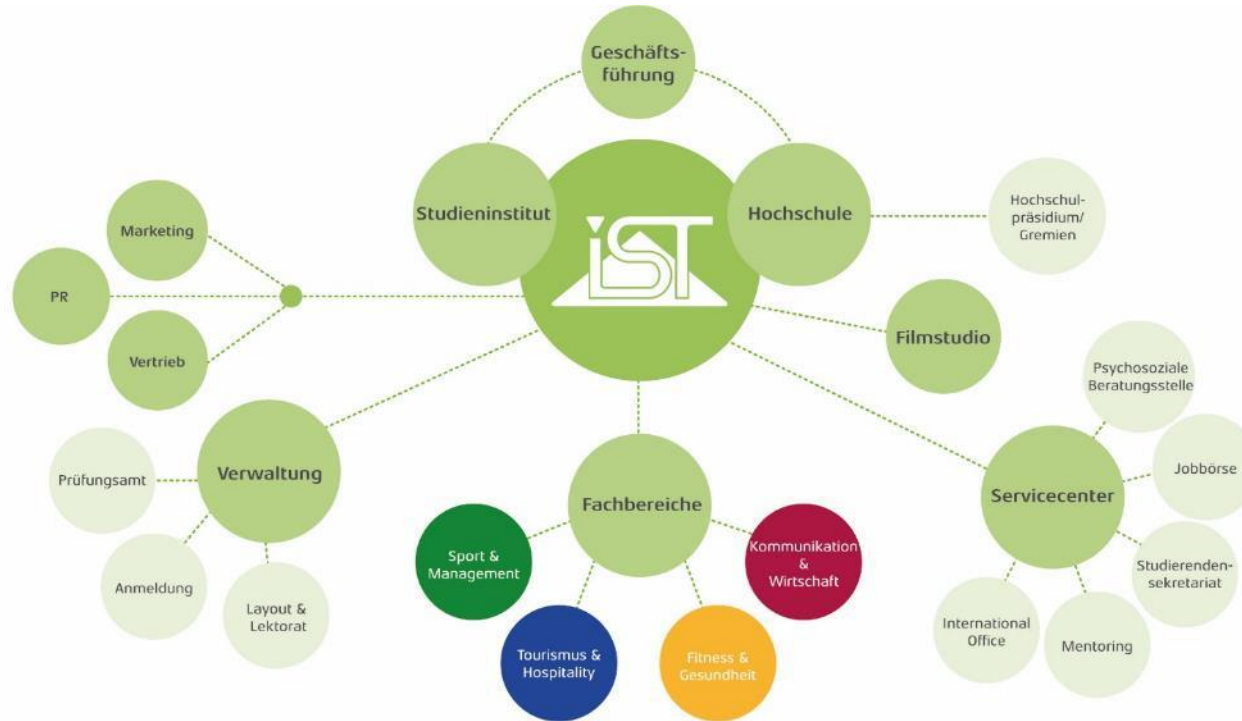 Geschäfts-
führung
Studieninstitut
iST
Hochschule
Hochschul-
präsidium/
Gremien
Marketing
PR
Vertrieb
Filmstudio
Psychosoziale
Beratungsstelle
Jobbörse
Servicecenter
Studierenden-
sekretariat
Mentoring
International
Office
Verwaltung
Prüfungsamt
Anmeldung
Layout &
Lektorat
Fachbereiche
Sport &
Management
Tourismus &
Hospitality
Fitness &
Gesundheit
Kommunikation
&
Wirtschaft